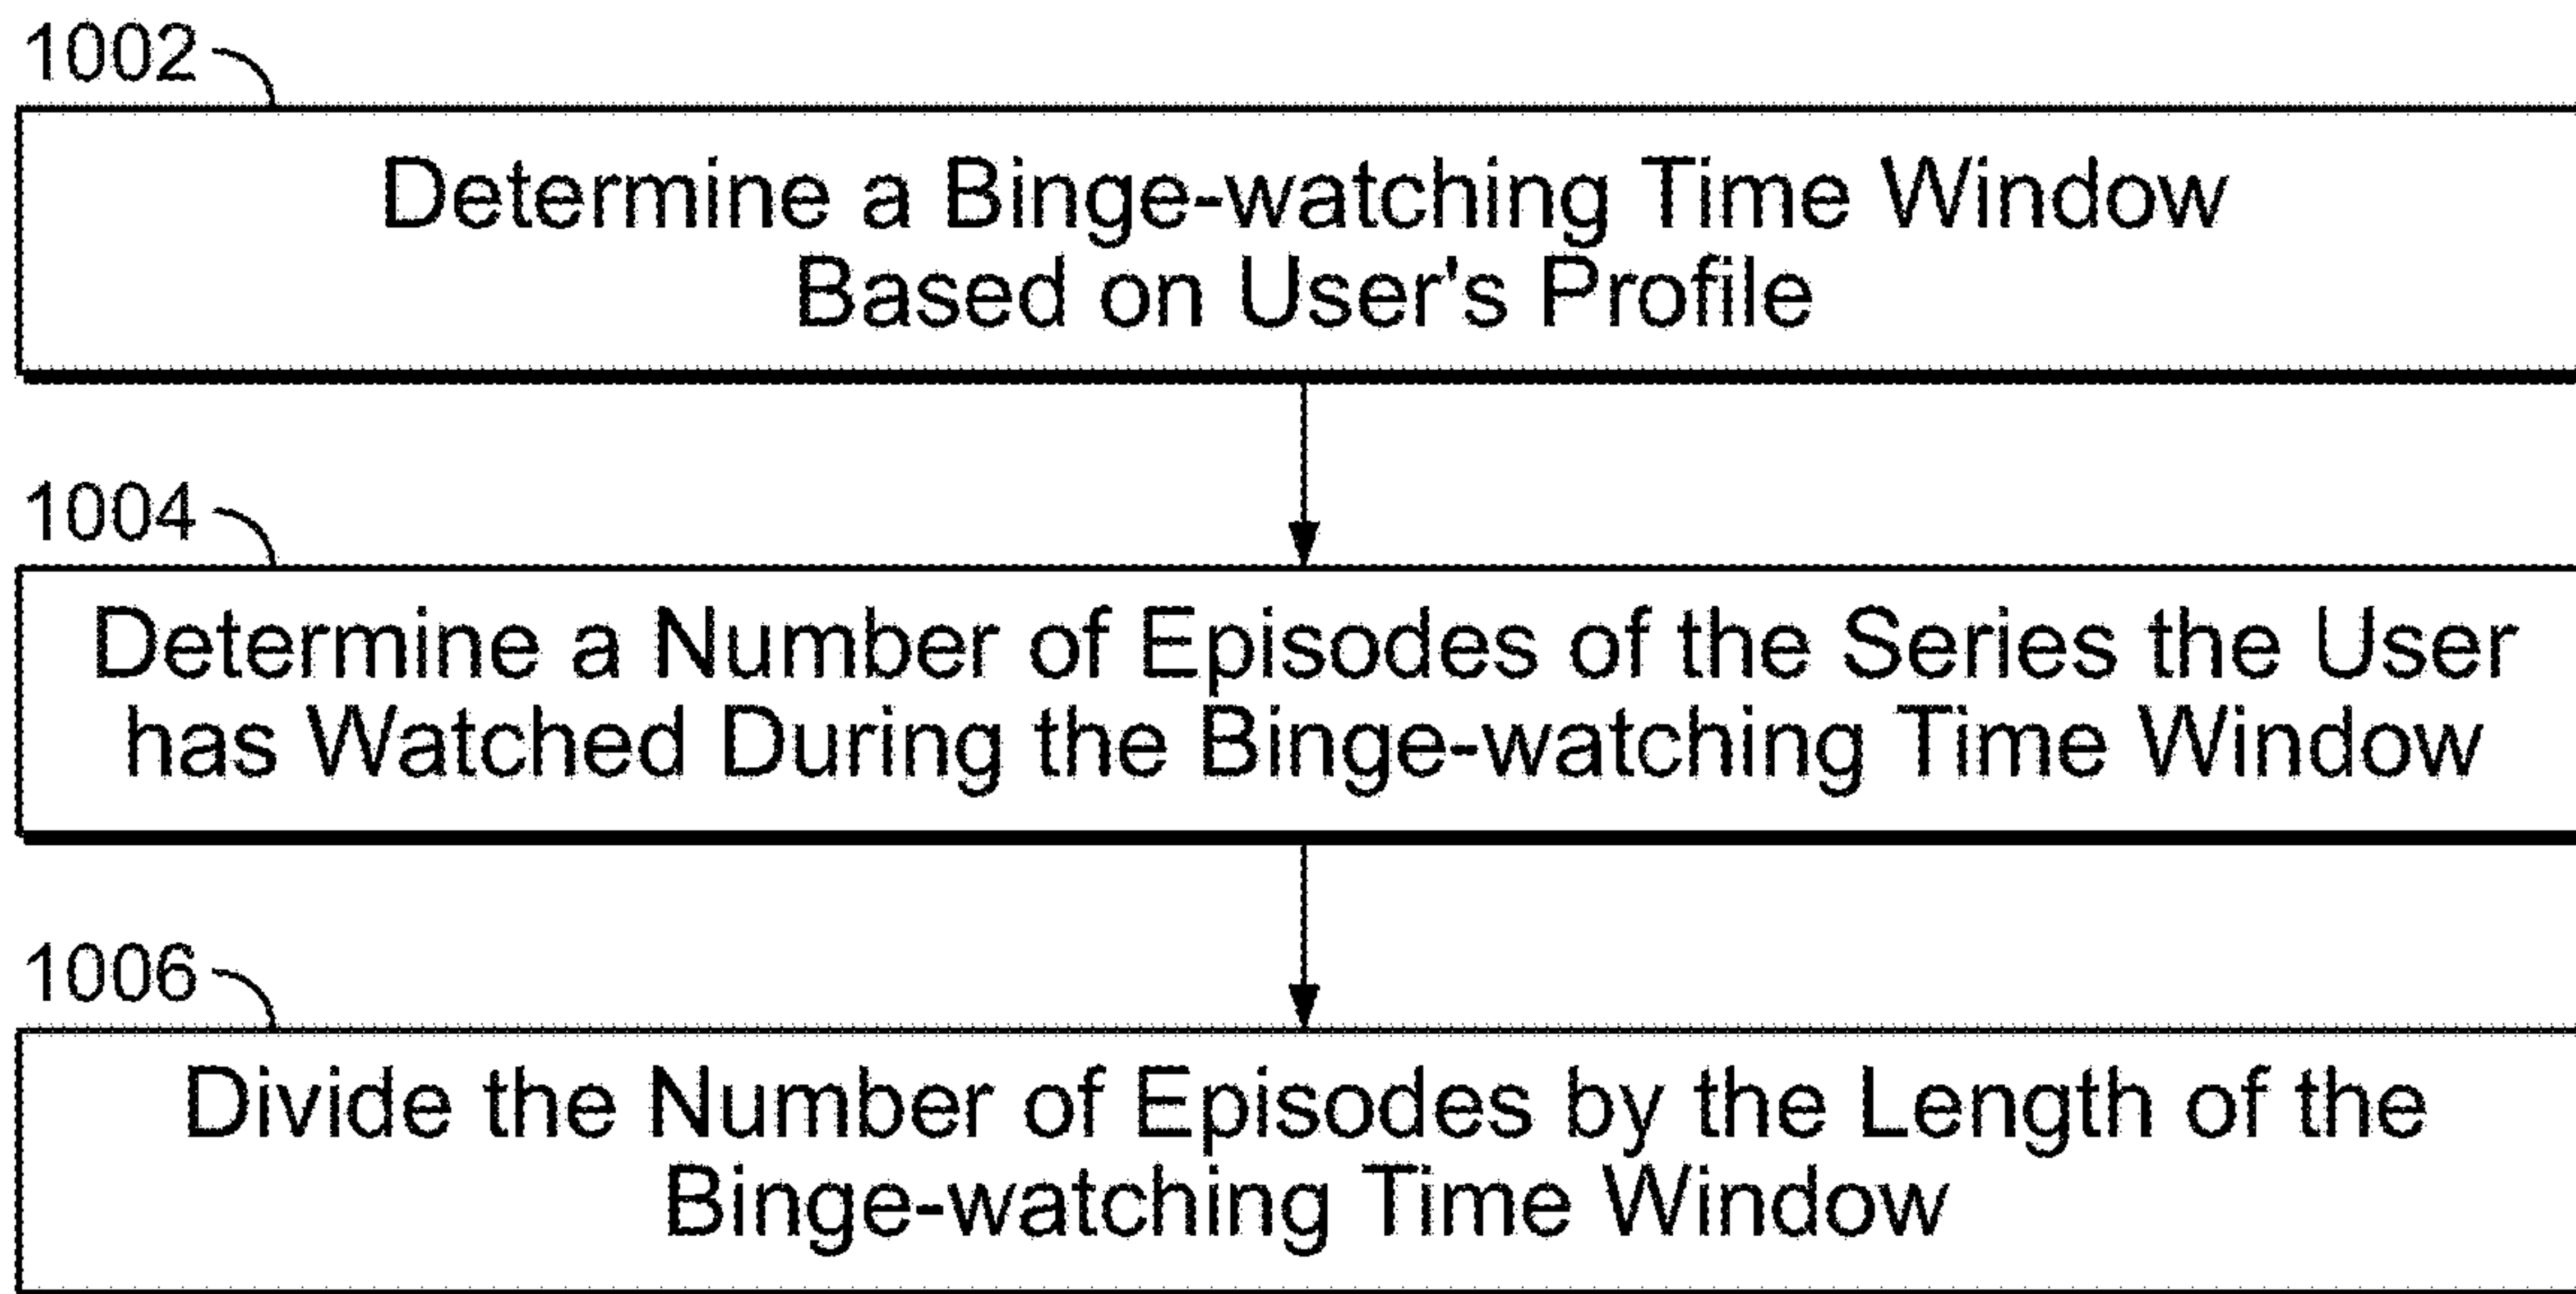 1002
Determine a Binge-watching Time Window
Based on User's Profile
1004
Determine a Number of Episodes of the Series the User
has Watched During the Binge-watching Time Window
1006
Divide the Number of Episodes by the Length of the
Binge-watching Time Window